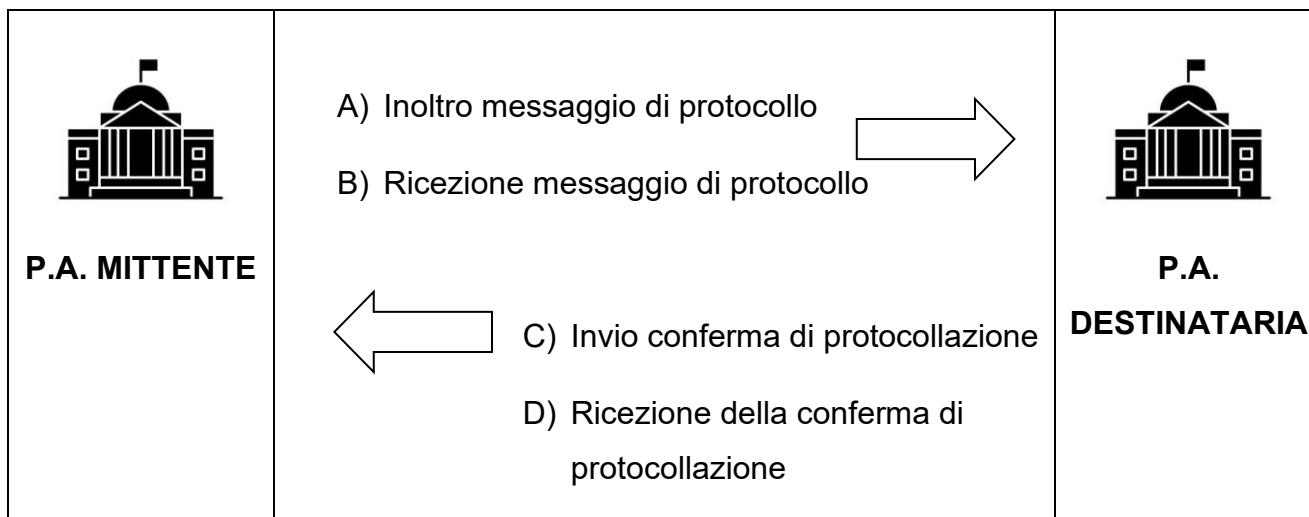 A) Inoltro messaggio di protocollo
B) Ricezione messaggio di protocollo
P.A. MITTENTE
P.A.
DESTINATARIA
C) Invio conferma di protocollazione
D) Ricezione della conferma di
protocollazione